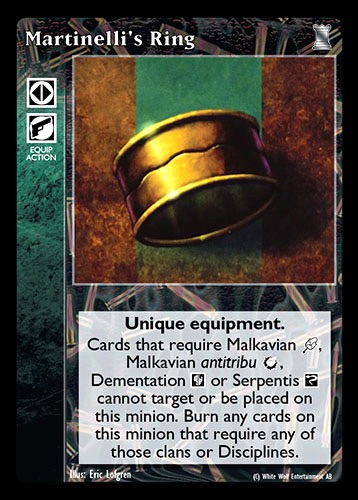 Martinelli's Ring
EQUIP
ACTION
Unique equipment.
Cards that require Malkavian ,
Malkavian antitribu ,
Dementation or Serpentis
cannot target or be placed on
this minion. Burn any cards on
this minion that require any of
those clans or Disciplines.
Illus: Eric Lofgren
(C) White Wolf Entertainment AB